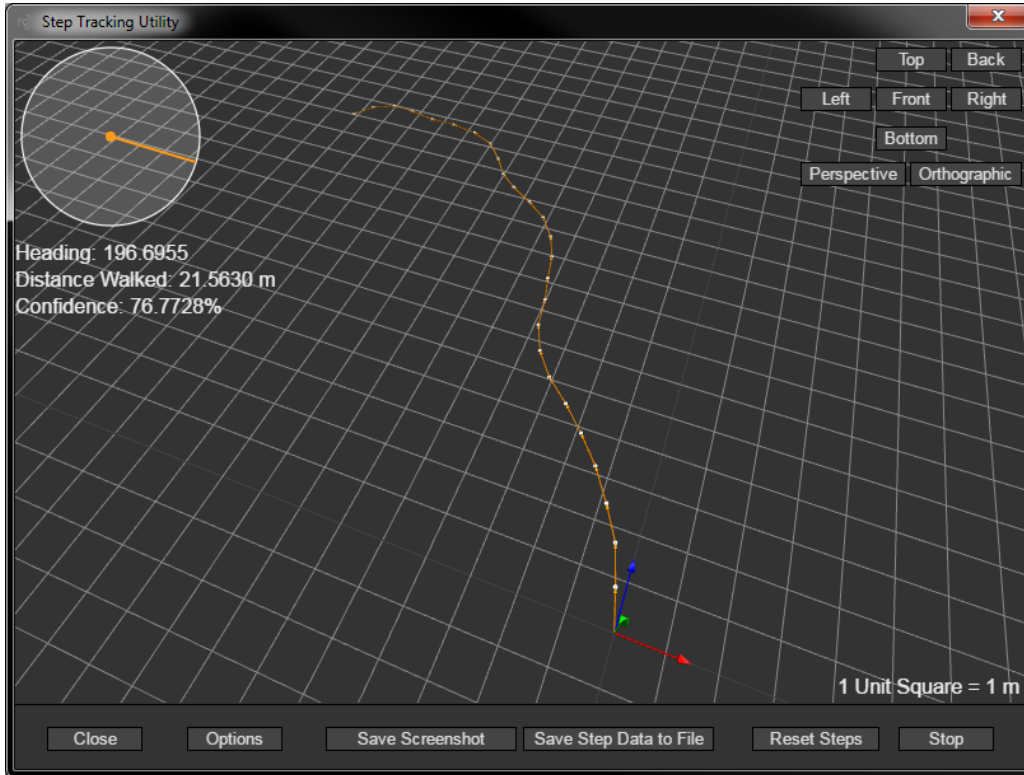 Step Tracking Utility
Top Back
Left Front Right
Bottom
Perspective Orthographic
Heading: 196.6955
Distance Walked: 21.5630 m
Confidence: 76.7728%
1 Unit Square = 1 m
Close Options Save Screenshot Save Step Data to File Reset Steps Stop